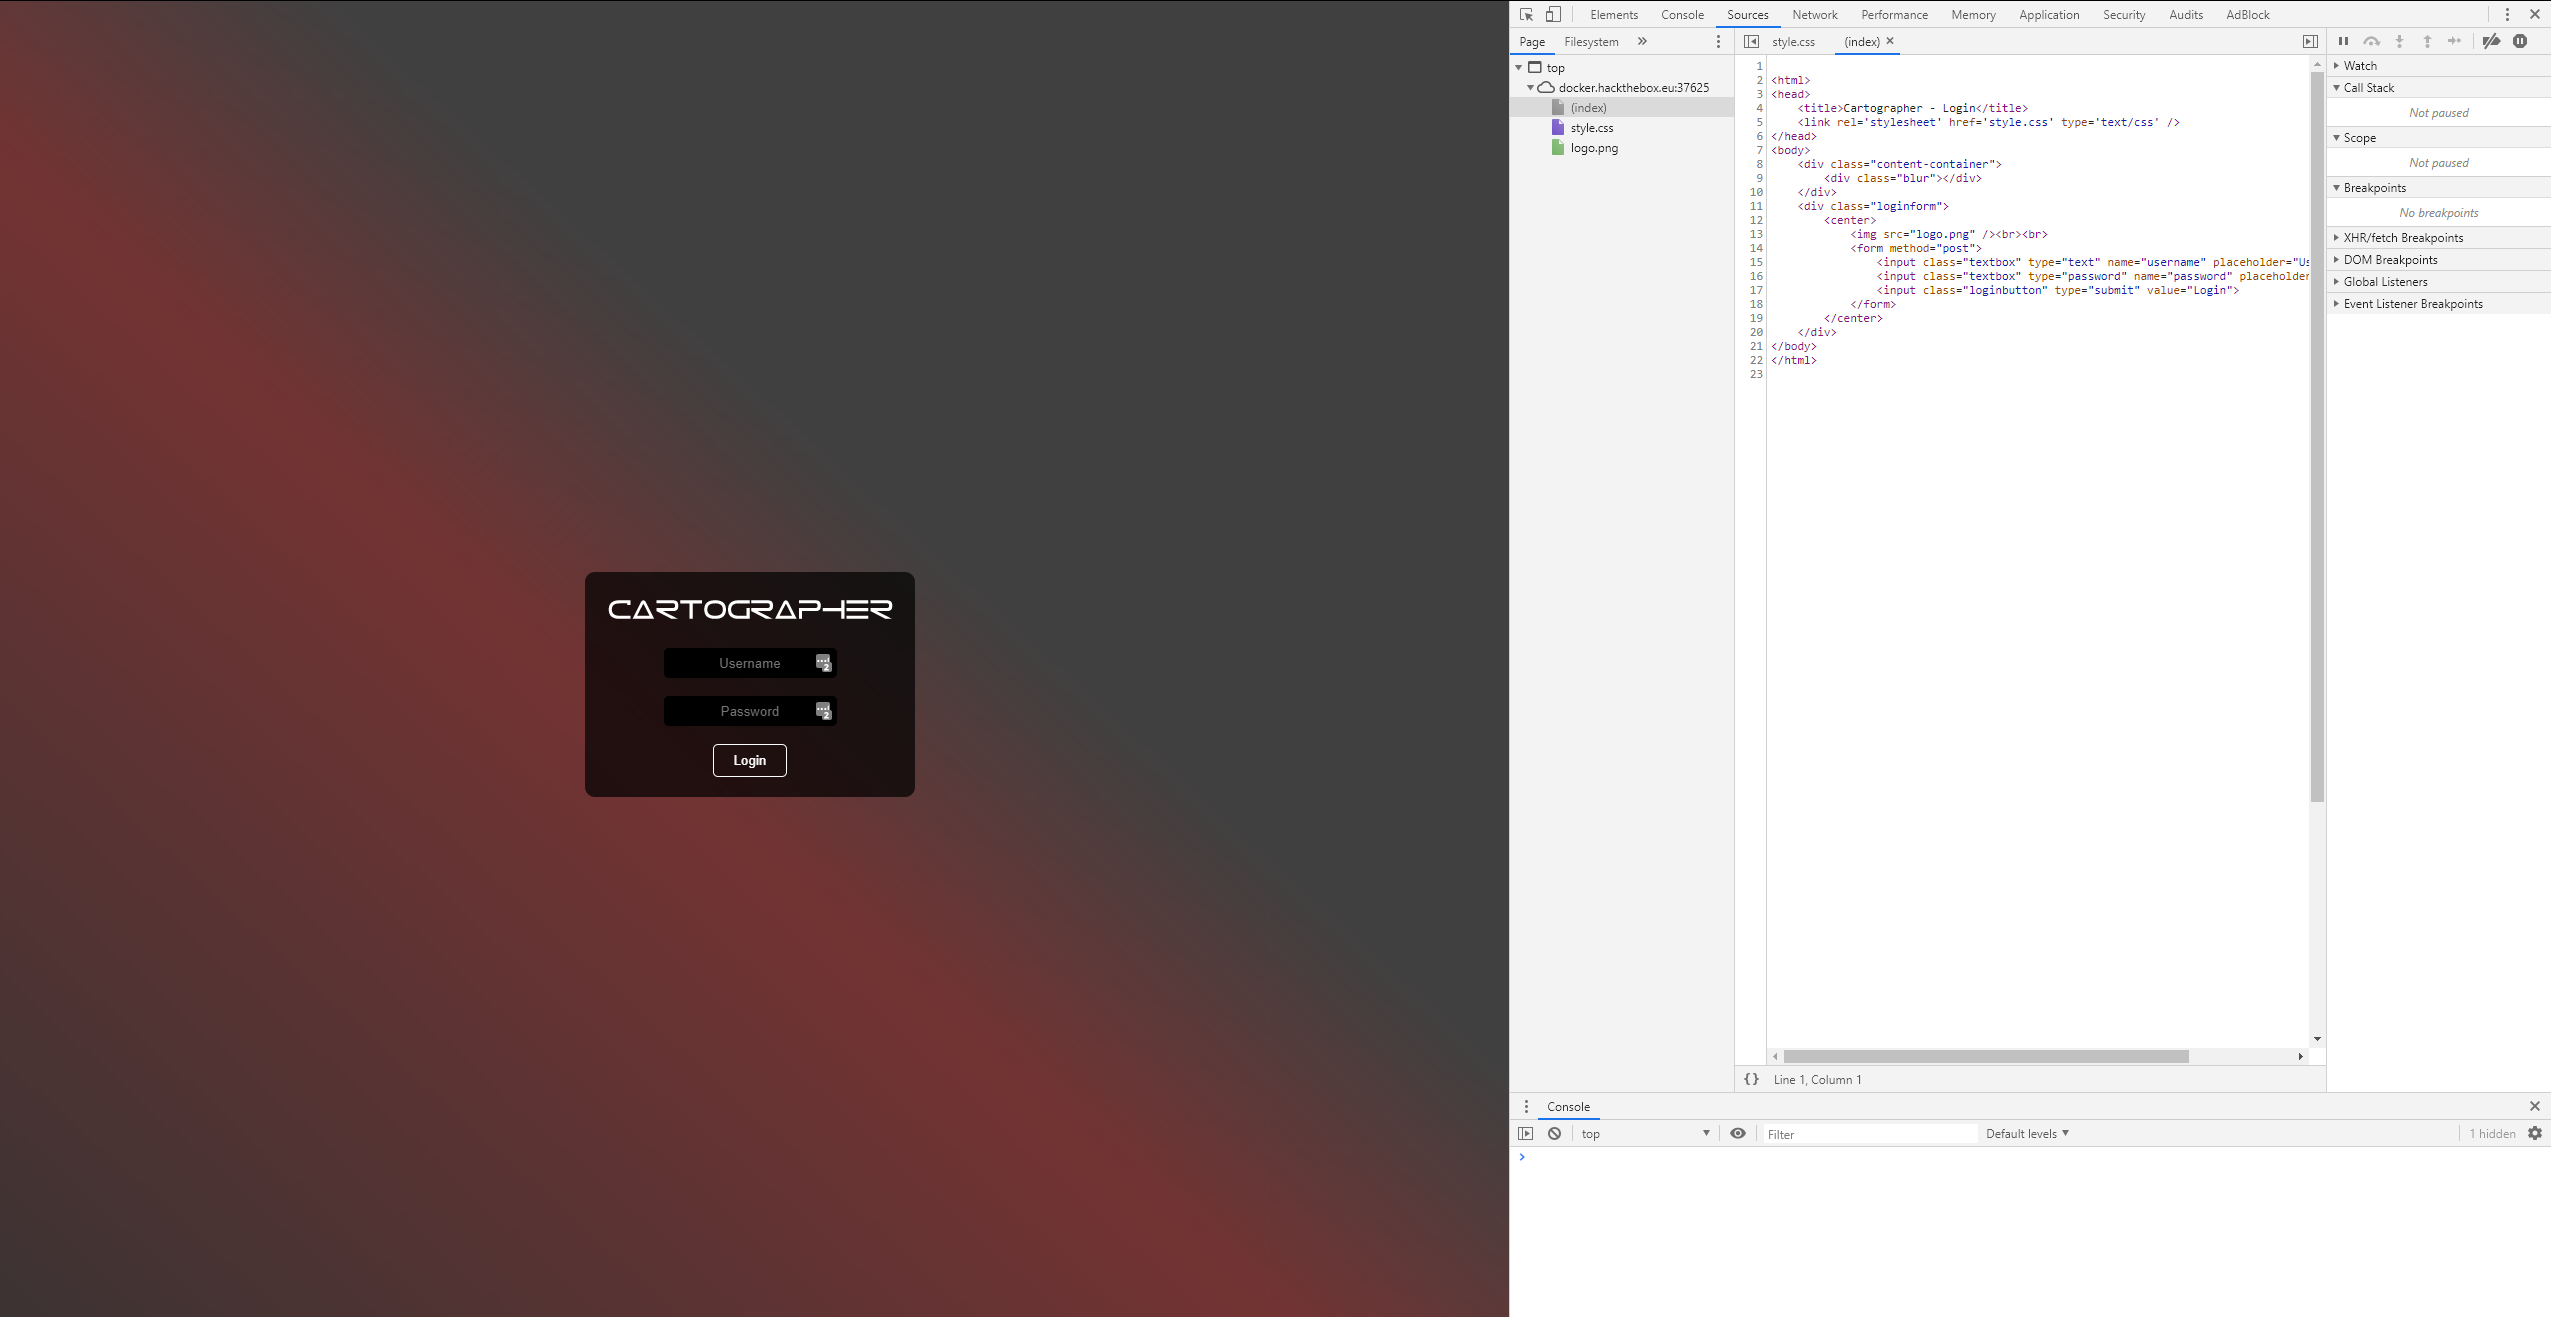 CARTOGRAPHER
Username
Password
Login
Elements Console Sources Network Performance Memory Application Security Audits AdBlock
Page Filesystem »
style.css (index) ×
top
docker.hackthebox.eu:37625
(index)
style.css
logo.png
1
2 <html>
3 <head>
4     <title>Cartographer - Login</title>
5     <link rel='stylesheet' href='style.css' type='text/css' />
6 </head>
7 <body>
8     <div class="content-container">
9         <div class="blur"></div>
10     </div>
11     <div class="loginform">
12         <center>
13             <img src="logo.png" /><br><br>
14             <form method="post">
15                 <input class="textbox" type="text" name="username" placeholder="Us
16                 <input class="textbox" type="password" name="password" placeholder
17                 <input class="loginbutton" type="submit" value="Login">
18             </form>
19         </center>
20     </div>
21 </body>
22 </html>
23
{} Line 1, Column 1
Watch
Call Stack
Not paused
Scope
Not paused
Breakpoints
No breakpoints
XHR/fetch Breakpoints
DOM Breakpoints
Global Listeners
Event Listener Breakpoints
Console
top Filter Default levels 1 hidden